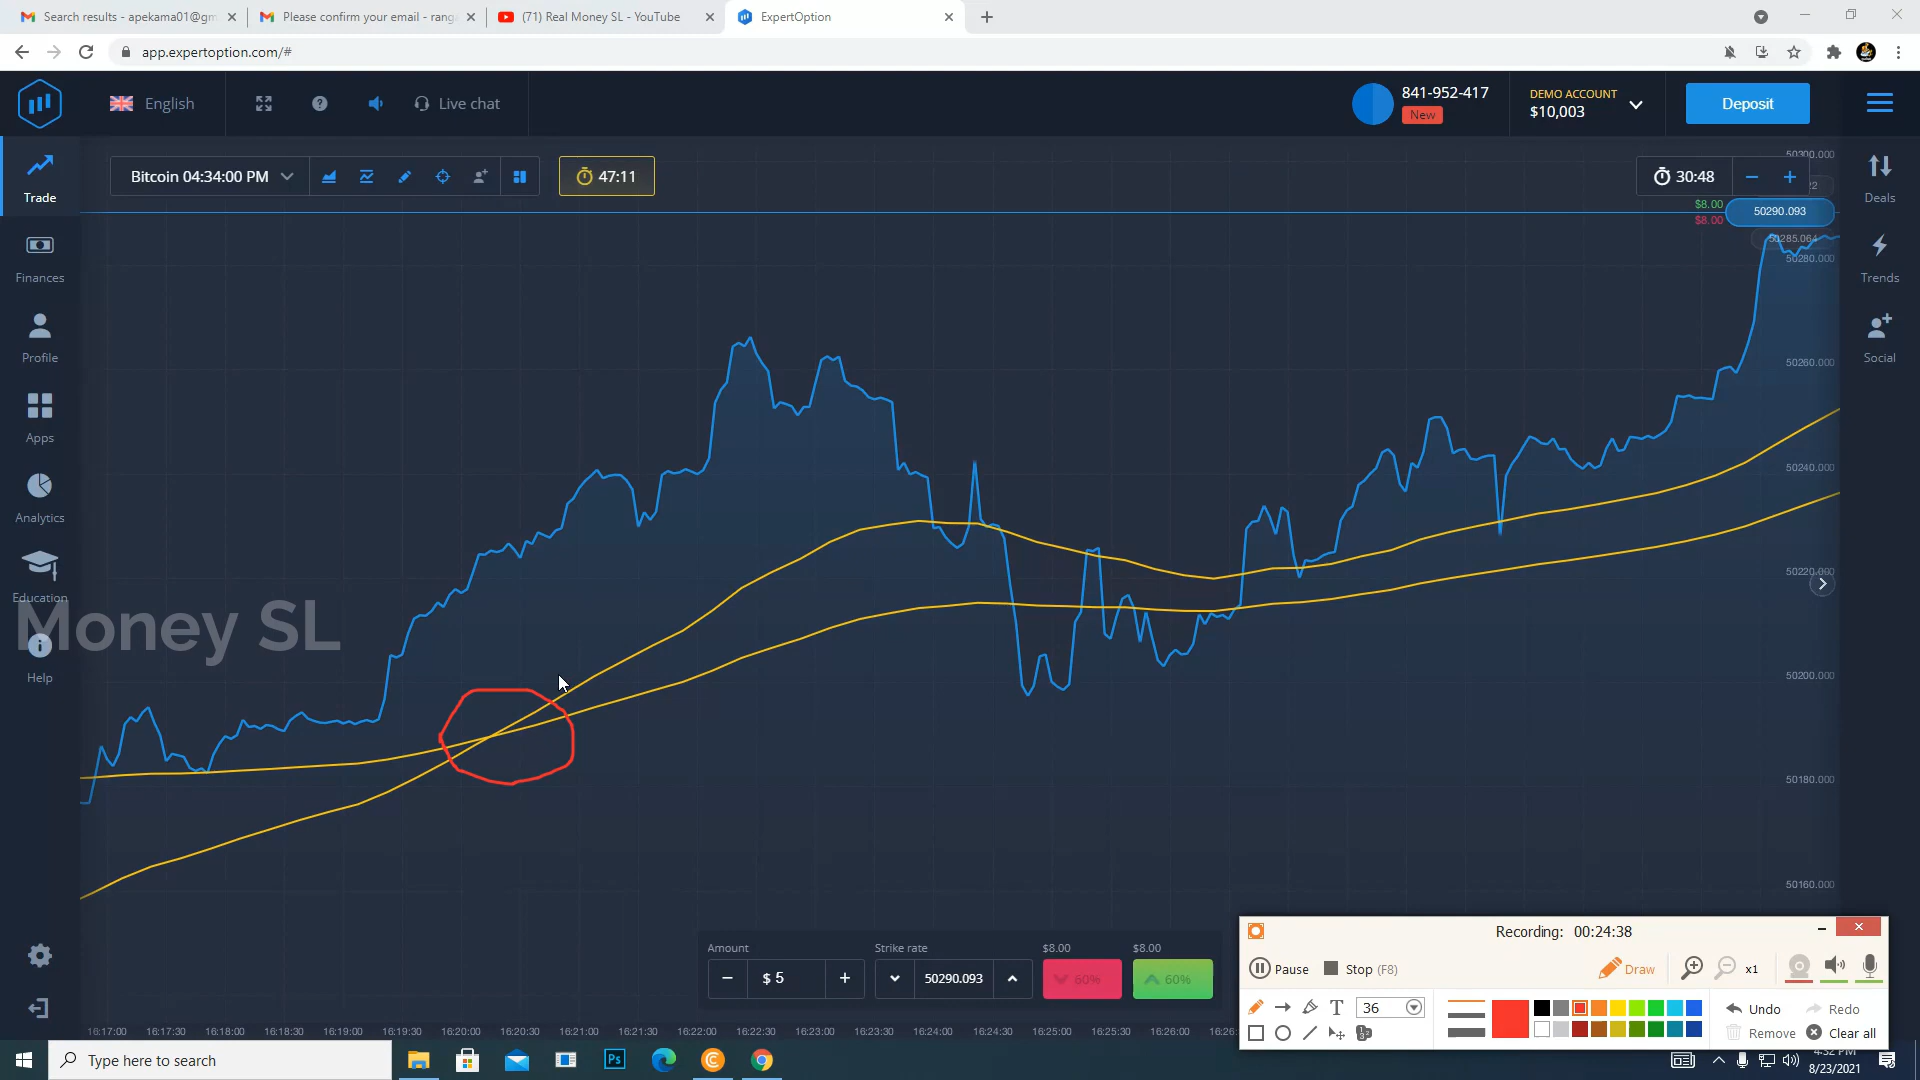 Search results - apekama01@gm
Please confirm your email - rang
(71) Real Money SL - YouTube
ExpertOption
app.expertoption.com/#
English
Live chat
841-952-417
New
DEMO ACCOUNT
$10,003
Deposit
Trade
Finances
Profile
Apps
Analytics
Education
Help
Bitcoin 04:34:00 PM
47:11
30:48
Deals
Trends
Social
$8.00
$8.00
50290.093
50285.064
50300.000
50280.000
50260.000
50240.000
50220.000
50200.000
50180.000
50160.000
Money SL
Amount
$ 5
Strike rate
50290.093
$8.00
60%
$8.00
60%
16:17:00 16:17:30 16:18:00 16:18:30 16:19:00 16:19:30 16:20:00 16:20:30 16:21:00 16:21:30 16:22:00 16:22:30 16:23:00 16:23:30 16:24:00 16:24:30 16:25:00 16:25:30 16:26:00 16:26:
Recording: 00:24:38
Pause
Stop (F8)
Draw
x1
T
36
Undo
Redo
Remove
Clear all
Type here to search
Ps
4:32 PM
8/23/2021